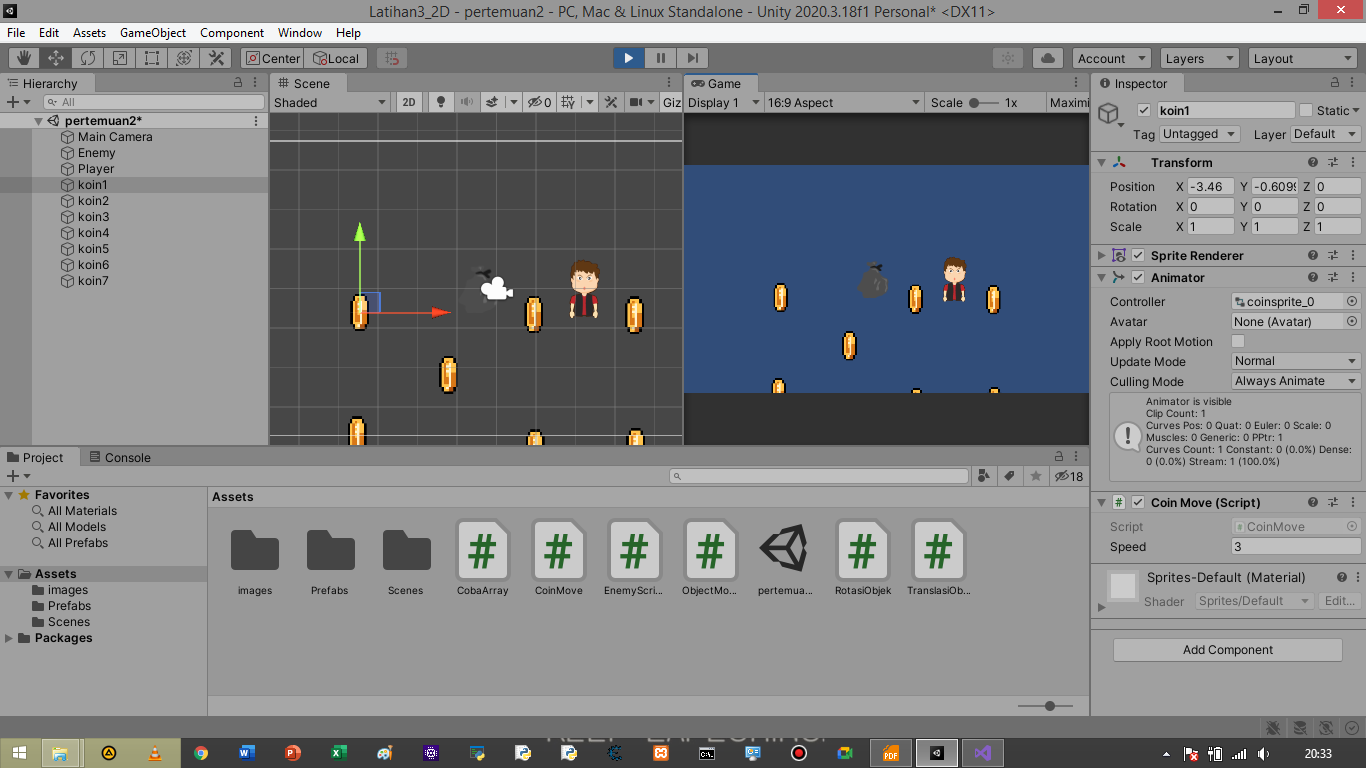 Latihan3_2D - pertemuan2 - PC, Mac & Linux Standalone - Unity 2020.3.18f1 Personal* <DX11>
File Edit Assets GameObject Component Window Help
Center Local Account Layers Layout
Hierarchy
All
pertemuan2*
Main Camera
Enemy
Player
koin1
koin2
koin3
koin4
koin5
koin6
koin7
Scene
Shaded 2D 0 Giz
Game
Display 1 16:9 Aspect Scale 1x Maximi
Inspector
koin1 Static
Tag Untagged Layer Default
Transform
Position X -3.46 Y -0.609 Z 0
Rotation X 0 Y 0 Z 0
Scale X 1 Y 1 Z 1
Sprite Renderer
Animator
Controller coinsprite_0
Avatar None (Avatar)
Apply Root Motion
Update Mode Normal
Culling Mode Always Animate
Animator is visible
Clip Count: 1
Curves Pos: 0 Quat: 0 Euler: 0 Scale: 0
Muscles: 0 Generic: 0 PPtr: 1
Curves Count: 1 Constant: 0 (0.0%) Dense:
0 (0.0%) Stream: 1 (100.0%)
Coin Move (Script)
Script CoinMove
Speed 3
Sprites-Default (Material)
Shader Sprites/Default Edit...
Add Component
Project Console
18
Favorites
All Materials
All Models
All Prefabs
Assets
images
Prefabs
Scenes
Packages
Assets
images Prefabs Scenes CobaArray CoinMove EnemyScri... ObjectMo... pertemua... RotasiObjek TranslasiOb...
20:33